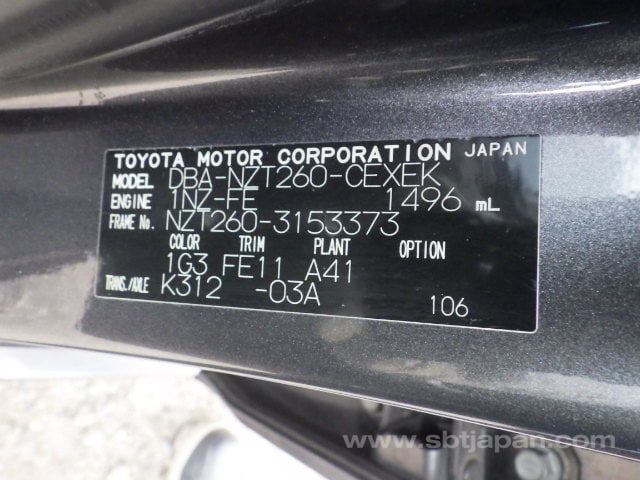 TOYOTA MOTOR CORPORATION JAPAN
MODEL DBA-NZT260-CEXEK
ENGINE 1NZ-FE 1496 mL
FRAME No. NZT260-3153373
COLOR TRIM PLANT OPTION
1G3 FE11 A41
TRANS./AXLE K312 -03A 106
www.sbtjapan.com